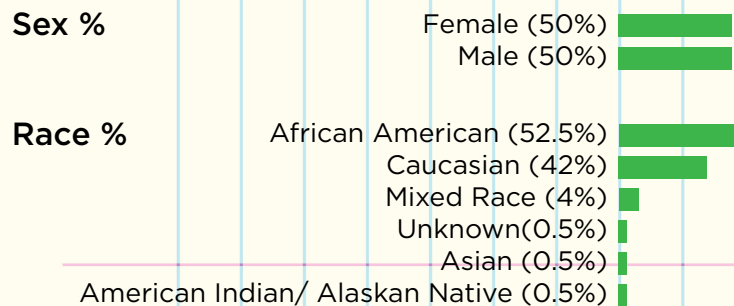 Sex % Female (50%)
Male (50%)
Race % African American (52.5%)
Caucasian (42%)
Mixed Race (4%)
Unknown(0.5%)
Asian (0.5%)
American Indian/ Alaskan Native (0.5%)